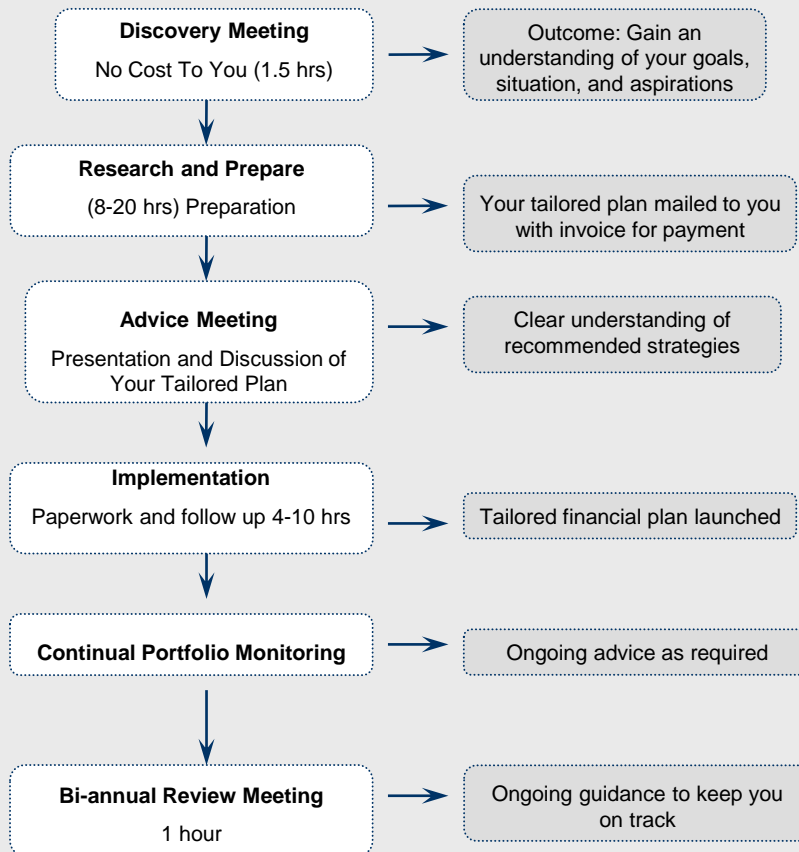 Discovery Meeting
No Cost To You (1.5 hrs)
Outcome: Gain an
understanding of your goals,
situation, and aspirations
Research and Prepare
(8-20 hrs) Preparation
Your tailored plan mailed to you
with invoice for payment
Advice Meeting
Presentation and Discussion of
Your Tailored Plan
Clear understanding of
recommended strategies
Implementation
Paperwork and follow up 4-10 hrs
Tailored financial plan launched
Continual Portfolio Monitoring
Ongoing advice as required
Bi-annual Review Meeting
1 hour
Ongoing guidance to keep you
on track